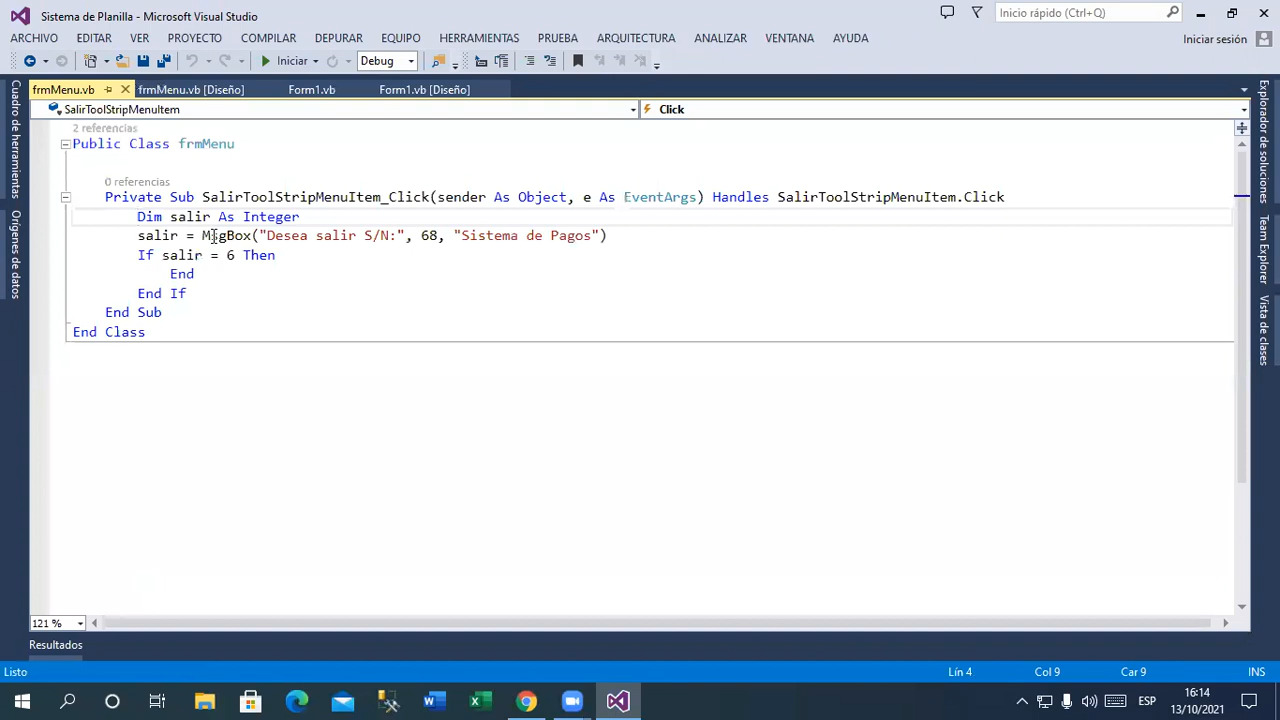 Sistema de Planilla - Microsoft Visual Studio
Inicio rápido (Ctrl+Q)
ARCHIVO EDITAR VER PROYECTO COMPILAR DEPURAR EQUIPO HERRAMIENTAS PRUEBA ARQUITECTURA ANALIZAR VENTANA AYUDA
Iniciar sesión
Iniciar Debug
frmMenu.vb frmMenu.vb [Diseño] Form1.vb Form1.vb [Diseño]
SalirToolStripMenuItem Click
Cuadro de herramientas
Orígenes de datos
2 referencias
Public Class frmMenu
0 referencias
Private Sub SalirToolStripMenuItem_Click(sender As Object, e As EventArgs) Handles SalirToolStripMenuItem.Click
Dim salir As Integer
salir = MsgBox("Desea salir S/N:", 68, "Sistema de Pagos")
If salir = 6 Then
End
End If
End Sub
End Class
Explorador de soluciones
Team Explorer
Vista de clases
121 %
Resultados
Listo
Lín 4 Col 9 Car 9 INS
ESP
16:14
13/10/2021